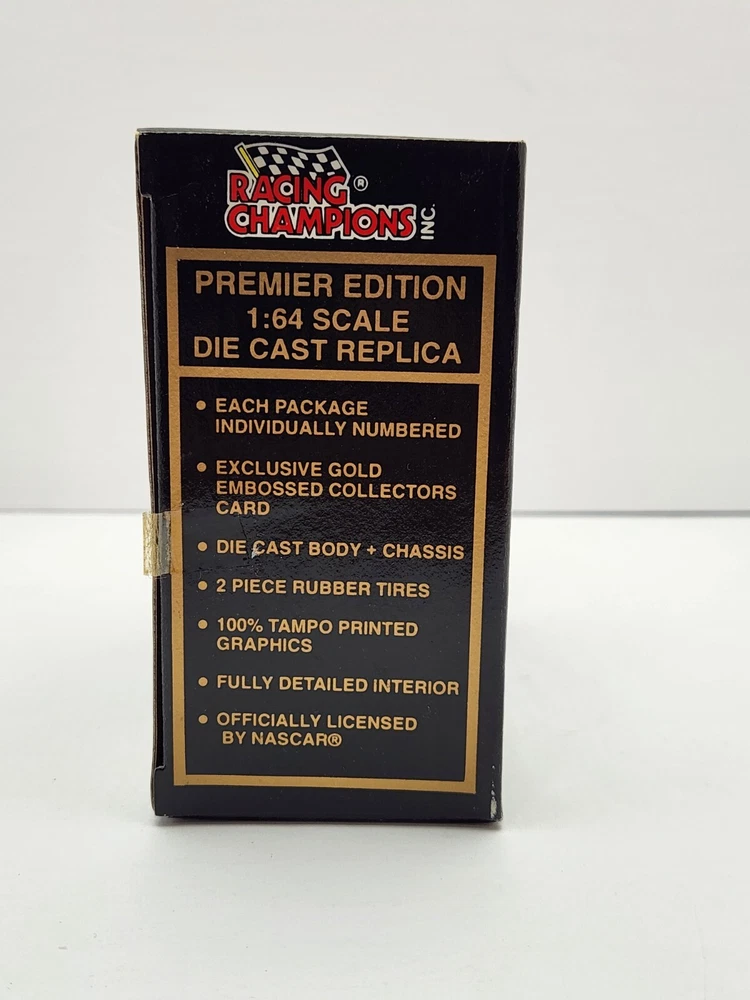 RACING ®
CHAMPIONS INC.
PREMIER EDITION
1:64 SCALE
DIE CAST REPLICA
• EACH PACKAGE
INDIVIDUALLY NUMBERED
• EXCLUSIVE GOLD
EMBOSSED COLLECTORS
CARD
• DIE CAST BODY + CHASSIS
• 2 PIECE RUBBER TIRES
• 100% TAMPO PRINTED
GRAPHICS
• FULLY DETAILED INTERIOR
• OFFICIALLY LICENSED
BY NASCAR®